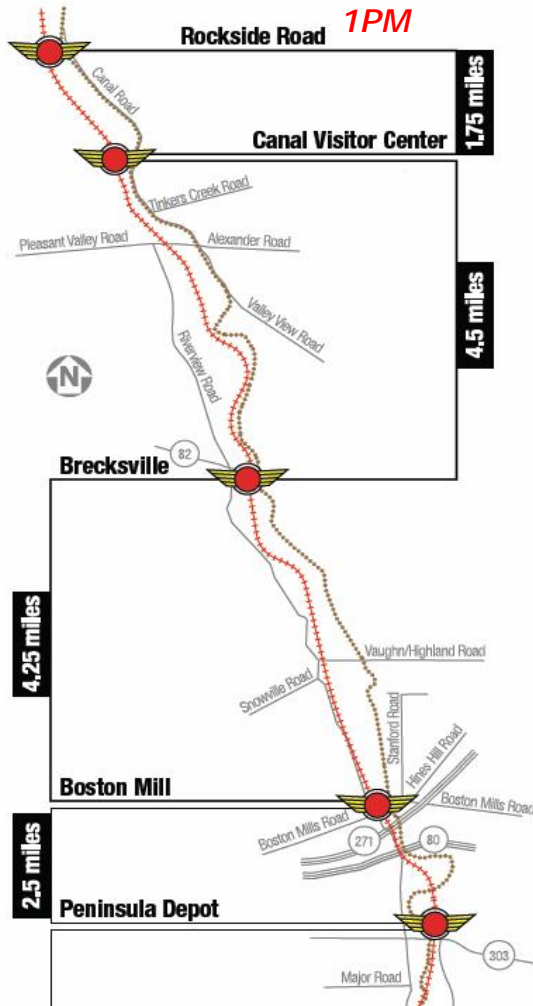 1PM
Rockside Road
Canal Road
1.75 miles
Canal Visitor Center
Tinkers Creek Road
Pleasant Valley Road
Alexander Road
Valley View Road
4.5 miles
Riverview Road
N
82
Brecksville
4.25 miles
Vaughn/Highland Road
Snowville Road
Stanford Road
Hines Hill Road
Boston Mill
Boston Mills Road
Boston Mills Road
271
80
2.5 miles
Peninsula Depot
303
Major Road